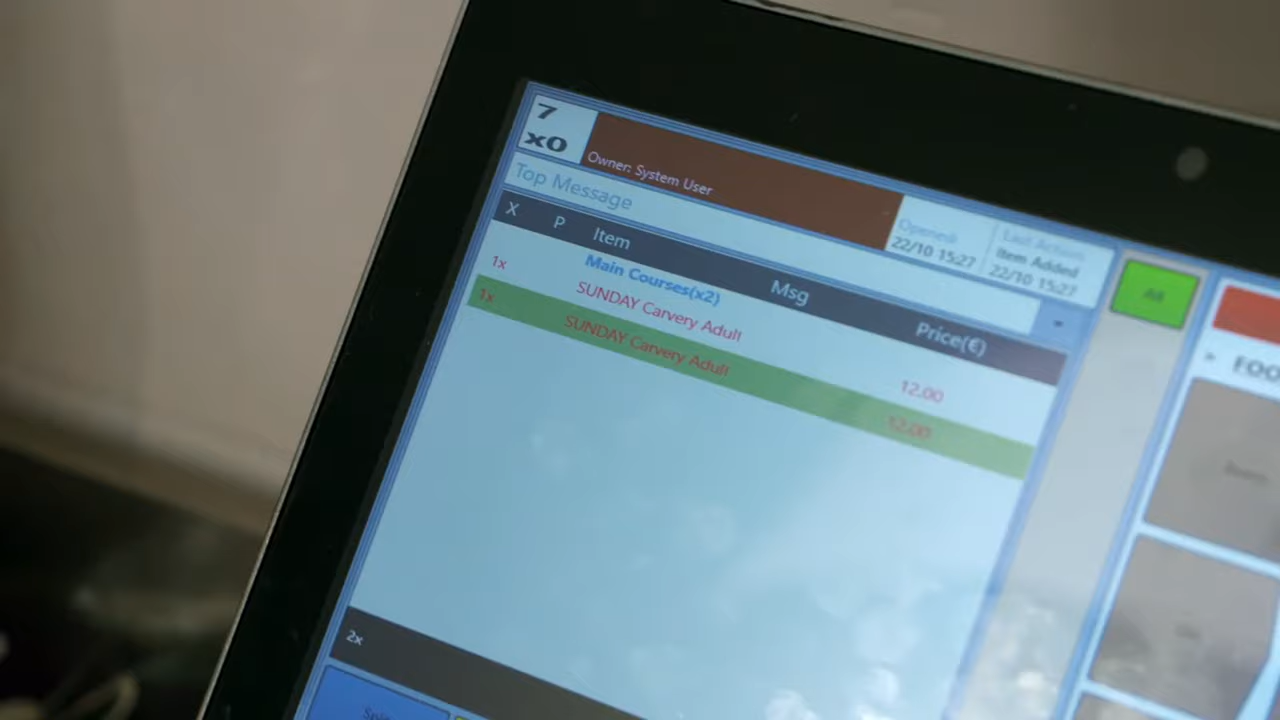 7
x0
Owner: System User
Opened:
22/10 15:27
Last Action:
Item Added
22/10 15:27
Top Message
X P Item Msg Price(€)
Main Courses(x2)
1x SUNDAY Carvery Adult 12.00
1x SUNDAY Carvery Adult 12.00
2x
All
FOO